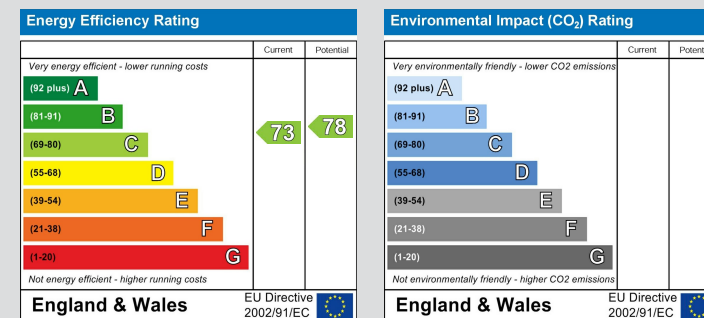 Energy Efficiency Rating
Current Potential
Very energy efficient - lower running costs
(92 plus) A
(81-91) B
(69-80) C
(55-68) D
(39-54) E
(21-38) F
(1-20) G
73 78
Not energy efficient - higher running costs
England & Wales
EU Directive
2002/91/EC
Environmental Impact (CO₂) Rating
Current Potent
Very environmentally friendly - lower CO2 emissions
(92 plus) A
(81-91) B
(69-80) C
(55-68) D
(39-54) E
(21-38) F
(1-20) G
Not environmentally friendly - higher CO2 emissions
England & Wales
EU Directive
2002/91/EC